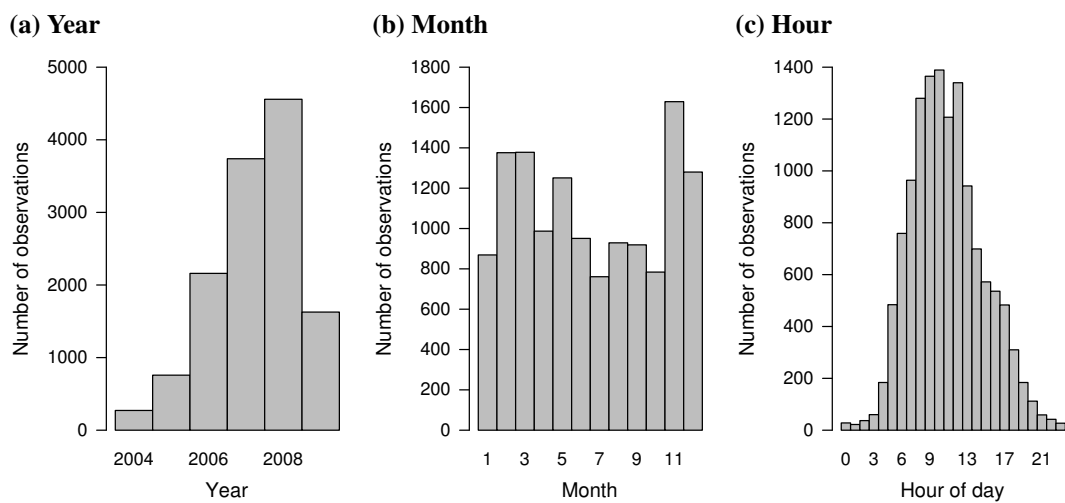 (a) Year
5000
4000
3000
2000
1000
0
Number of observations
2004 2006 2008
Year
(b) Month
1800
1600
1400
1200
1000
800
600
400
200
0
Number of observations
1 3 5 7 9 11
Month
(c) Hour
1400
1200
1000
800
600
400
200
0
Number of observations
0 3 6 9 13 17 21
Hour of day